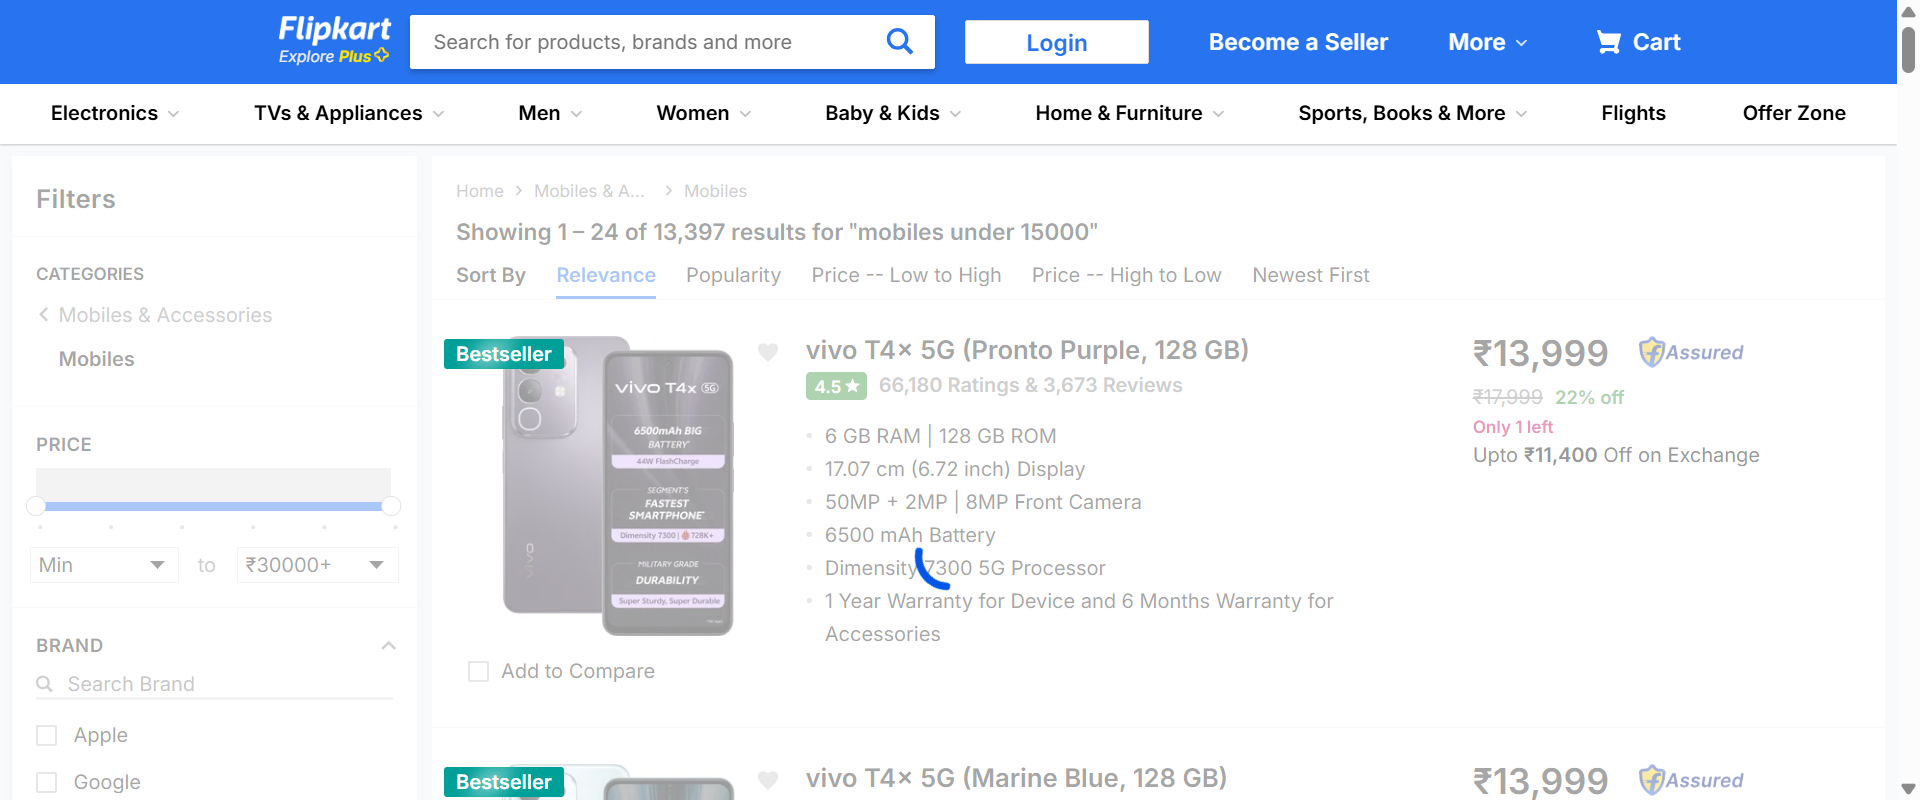 Flipkart
Explore Plus
Search for products, brands and more
Login
Become a Seller
More
Cart
Electronics
TVs & Appliances
Men
Women
Baby & Kids
Home & Furniture
Sports, Books & More
Flights
Offer Zone
Filters
CATEGORIES
Mobiles & Accessories
Mobiles
PRICE
Min
to
₹30000+
BRAND
Search Brand
Apple
Google
Home
Mobiles & A...
Mobiles
Showing 1 – 24 of 13,397 results for "mobiles under 15000"
Sort By
Relevance
Popularity
Price -- Low to High
Price -- High to Low
Newest First
Bestseller
vivo T4x 5G
6500mAh BIG
BATTERY
44W FlashCharge
SEGMENT'S
FASTEST
SMARTPHONE
Dimensity 7300 | 728K+
MILITARY GRADE
DURABILITY
Super Sturdy, Super Durable
Add to Compare
vivo T4x 5G (Pronto Purple, 128 GB)
4.5★
66,180 Ratings & 3,673 Reviews
6 GB RAM | 128 GB ROM
17.07 cm (6.72 inch) Display
50MP + 2MP | 8MP Front Camera
6500 mAh Battery
Dimensity 7300 5G Processor
1 Year Warranty for Device and 6 Months Warranty for
Accessories
₹13,999
Assured
₹17,999 22% off
Only 1 left
Upto ₹11,400 Off on Exchange
Bestseller
vivo T4x 5G (Marine Blue, 128 GB)
₹13,999
Assured